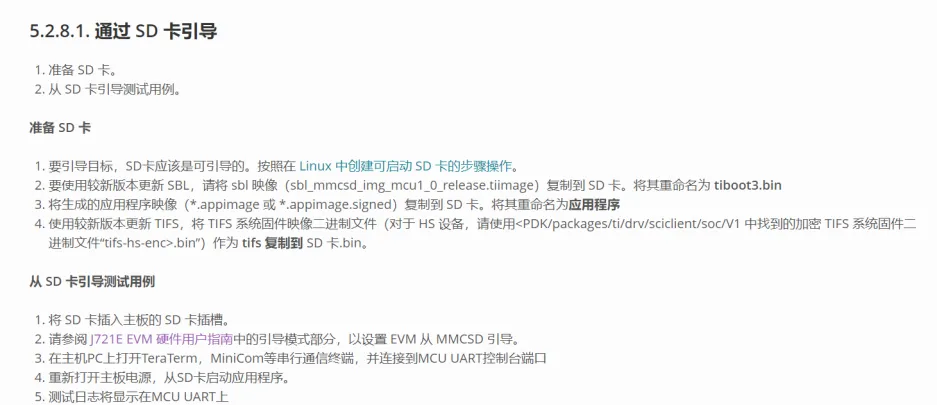 5.2.8.1. 通过 SD 卡引导
1. 准备 SD 卡。
2. 从 SD 卡引导测试用例。
准备 SD 卡
1. 要引导目标，SD卡应该是可引导的。按照在 Linux 中创建可启动 SD 卡的步骤操作。
2. 要使用较新版本更新 SBL，请将 sbl 映像（sbl_mmcsd_img_mcu1_0_release.tiimage）复制到 SD 卡。将其重命名为 tiboot3.bin
3. 将生成的应用程序映像（*.appimage 或 *.appimage.signed）复制到 SD 卡。将其重命名为应用程序
4. 使用较新版本更新 TIFS，将 TIFS 系统固件映像二进制文件（对于 HS 设备，请使用<PDK/packages/ti/drv/sciclient/soc/V1 中找到的加密 TIFS 系统固件二
进制文件“tifs-hs-enc>.bin”）作为 tifs 复制到 SD 卡.bin。
从 SD 卡引导测试用例
1. 将 SD 卡插入主板的 SD 卡插槽。
2. 请参阅 J721E EVM 硬件用户指南中的引导模式部分，以设置 EVM 从 MMCSD 引导。
3. 在主机PC上打开TeraTerm，MiniCom等串行通信终端，并连接到MCU UART控制台端口
4. 重新打开主板电源，从SD卡启动应用程序。
5. 测试日志将显示在MCU UART上